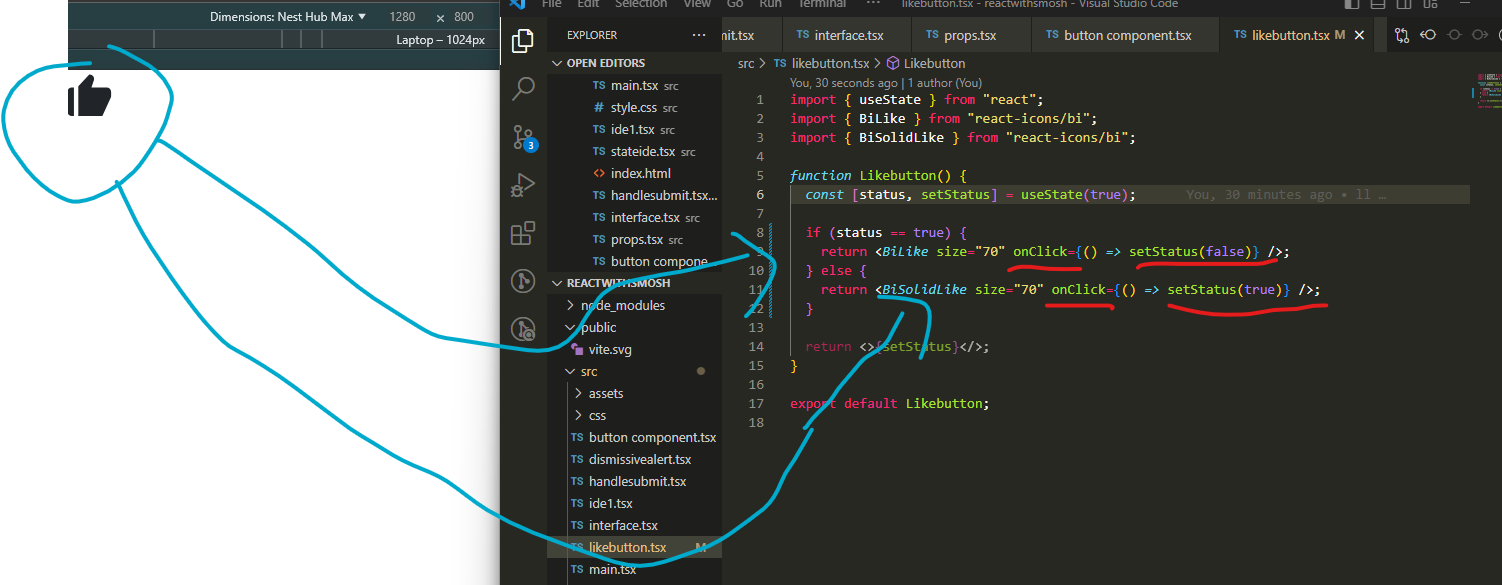 File Edit Selection View Go Run Terminal ··· likebutton.tsx - reactwithsmosh - Visual Studio Code
Dimensions: Nest Hub Max ▼ 1280 × 800
Laptop – 1024px
EXPLORER ···
mit.tsx TS interface.tsx TS props.tsx TS button component.tsx TS likebutton.tsx M ×
OPEN EDITORS
TS main.tsx src
# style.css src
TS ide1.tsx src
TS stateide.tsx src
<> index.html
TS handlesubmit.tsx...
TS interface.tsx src
TS props.tsx src
TS button compone
3
REACTWITHSMOSH
node_modules
public
vite.svg
src
assets
css
TS button component.tsx
TS dismissivealert.tsx
TS handlesubmit.tsx
TS ide1.tsx
TS interface.tsx
TS likebutton.tsx M
TS main.tsx
src > TS likebutton.tsx > Likebutton
You, 30 seconds ago | 1 author (You)
1 import { useState } from "react";
2 import { BiLike } from "react-icons/bi";
3 import { BiSolidLike } from "react-icons/bi";
4
5 function Likebutton() {
6 const [status, setStatus] = useState(true); You, 30 minutes ago • ll …
7
8 if (status == true) {
9 return <BiLike size="70" onClick={() => setStatus(false)} />;
10 } else {
11 return <BiSolidLike size="70" onClick={() => setStatus(true)} />;
12 }
13
14 return <>{setStatus}</>;
15 }
16
17 export default Likebutton;
18